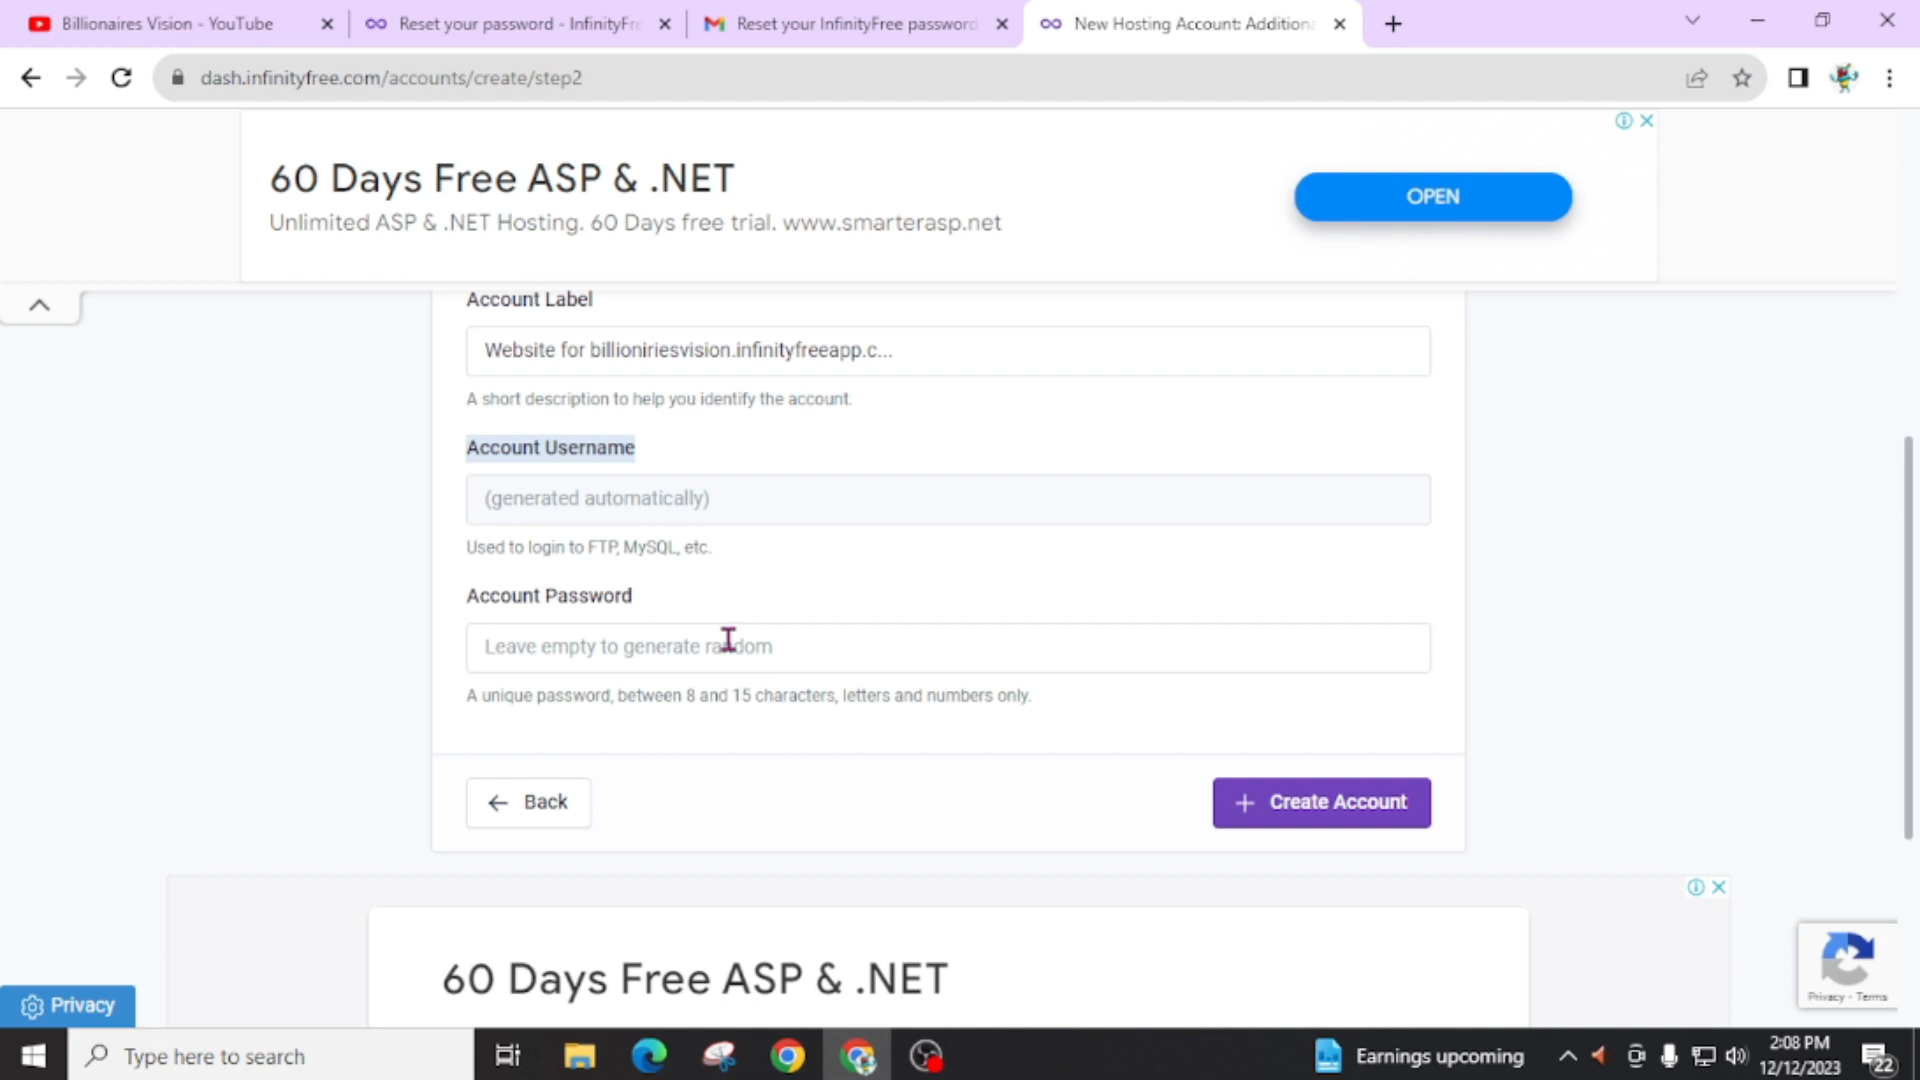 Billionaires Vision - YouTube
Reset your password - InfinityFre
Reset your InfinityFree password
New Hosting Account: Additiona
dash.infinityfree.com/accounts/create/step2
60 Days Free ASP & .NET
Unlimited ASP & .NET Hosting. 60 Days free trial. www.smarterasp.net
OPEN
Account Label
Website for billioniriesvision.infinityfreeapp.c...
A short description to help you identify the account.
Account Username
(generated automatically)
Used to login to FTP, MySQL, etc.
Account Password
Leave empty to generate random
A unique password, between 8 and 15 characters, letters and numbers only.
Back
Create Account
60 Days Free ASP & .NET
Privacy - Terms
Privacy
Type here to search
Earnings upcoming
2:08 PM
12/12/2023
22